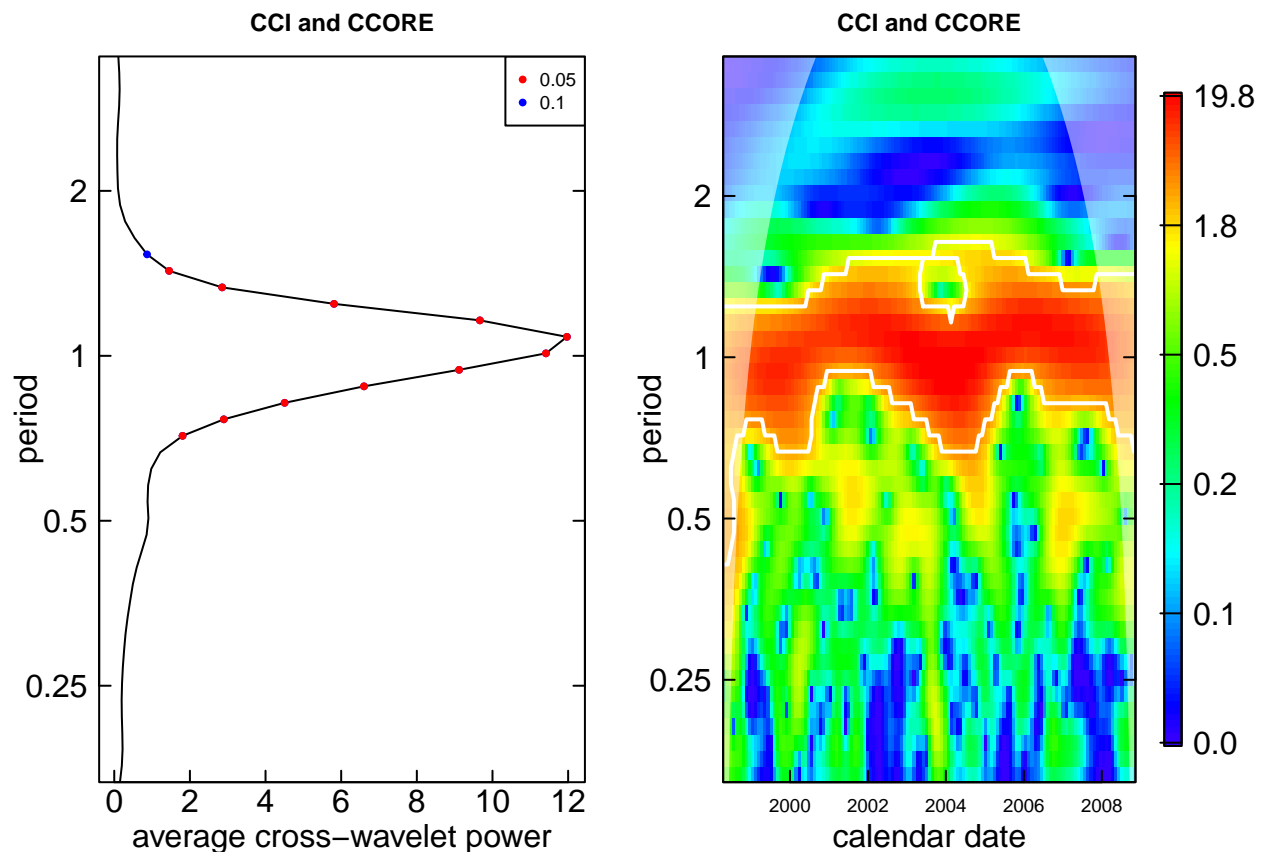 CCI and CCORE
0.05
0.1
2
1
0.5
0.25
period
0 2 4 6 8 10 12
average cross−wavelet power
CCI and CCORE
2
1
0.5
0.25
period
2000 2002 2004 2006 2008
calendar date
19.8
1.8
0.5
0.2
0.1
0.0